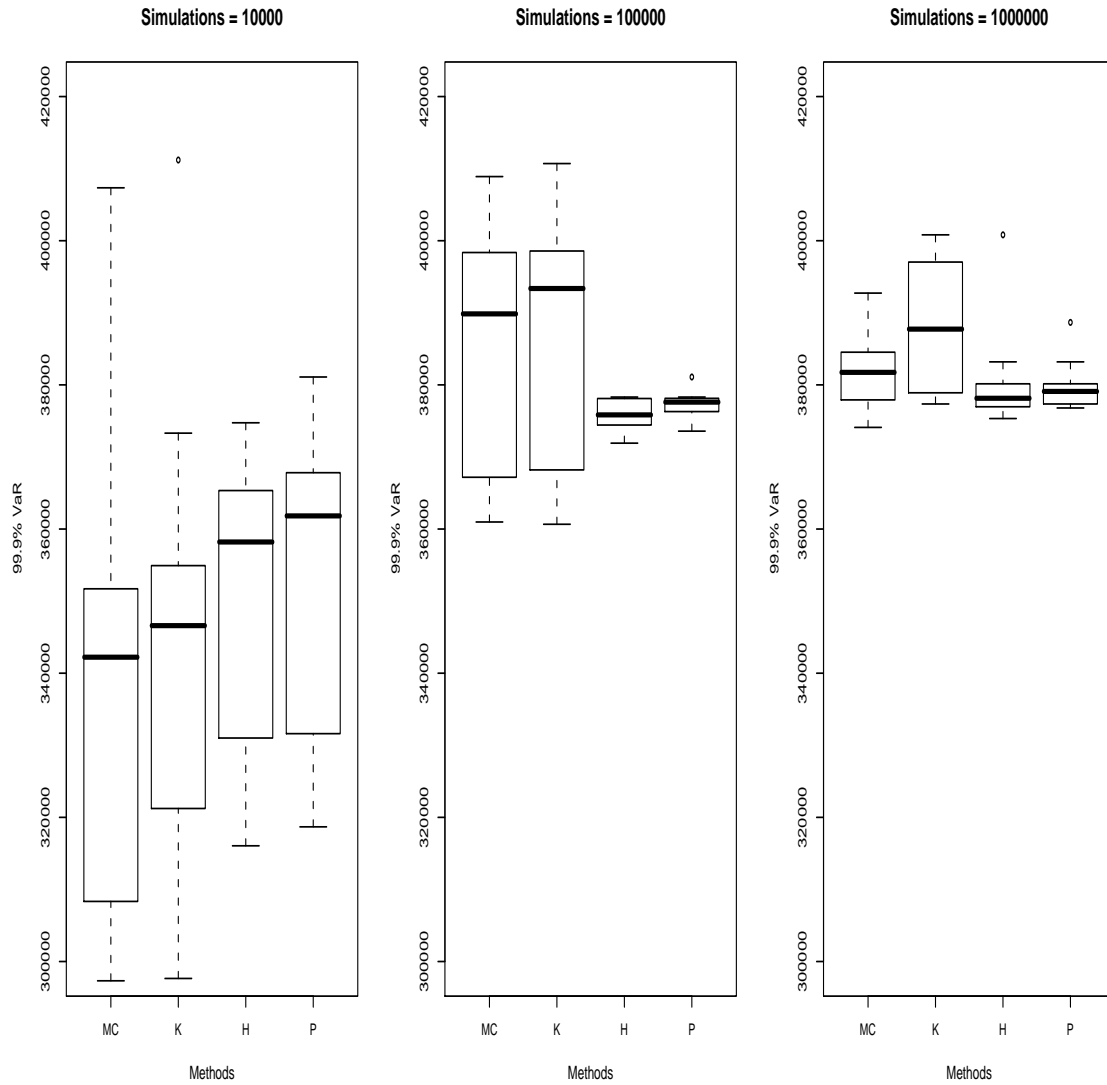 Simulations = 10000
99.9% VaR
420000
400000
380000
360000
340000
320000
300000
MC K H P
Methods
Simulations = 100000
99.9% VaR
420000
400000
380000
360000
340000
320000
300000
MC K H P
Methods
Simulations = 1000000
99.9% VaR
420000
400000
380000
360000
340000
320000
300000
MC K H P
Methods